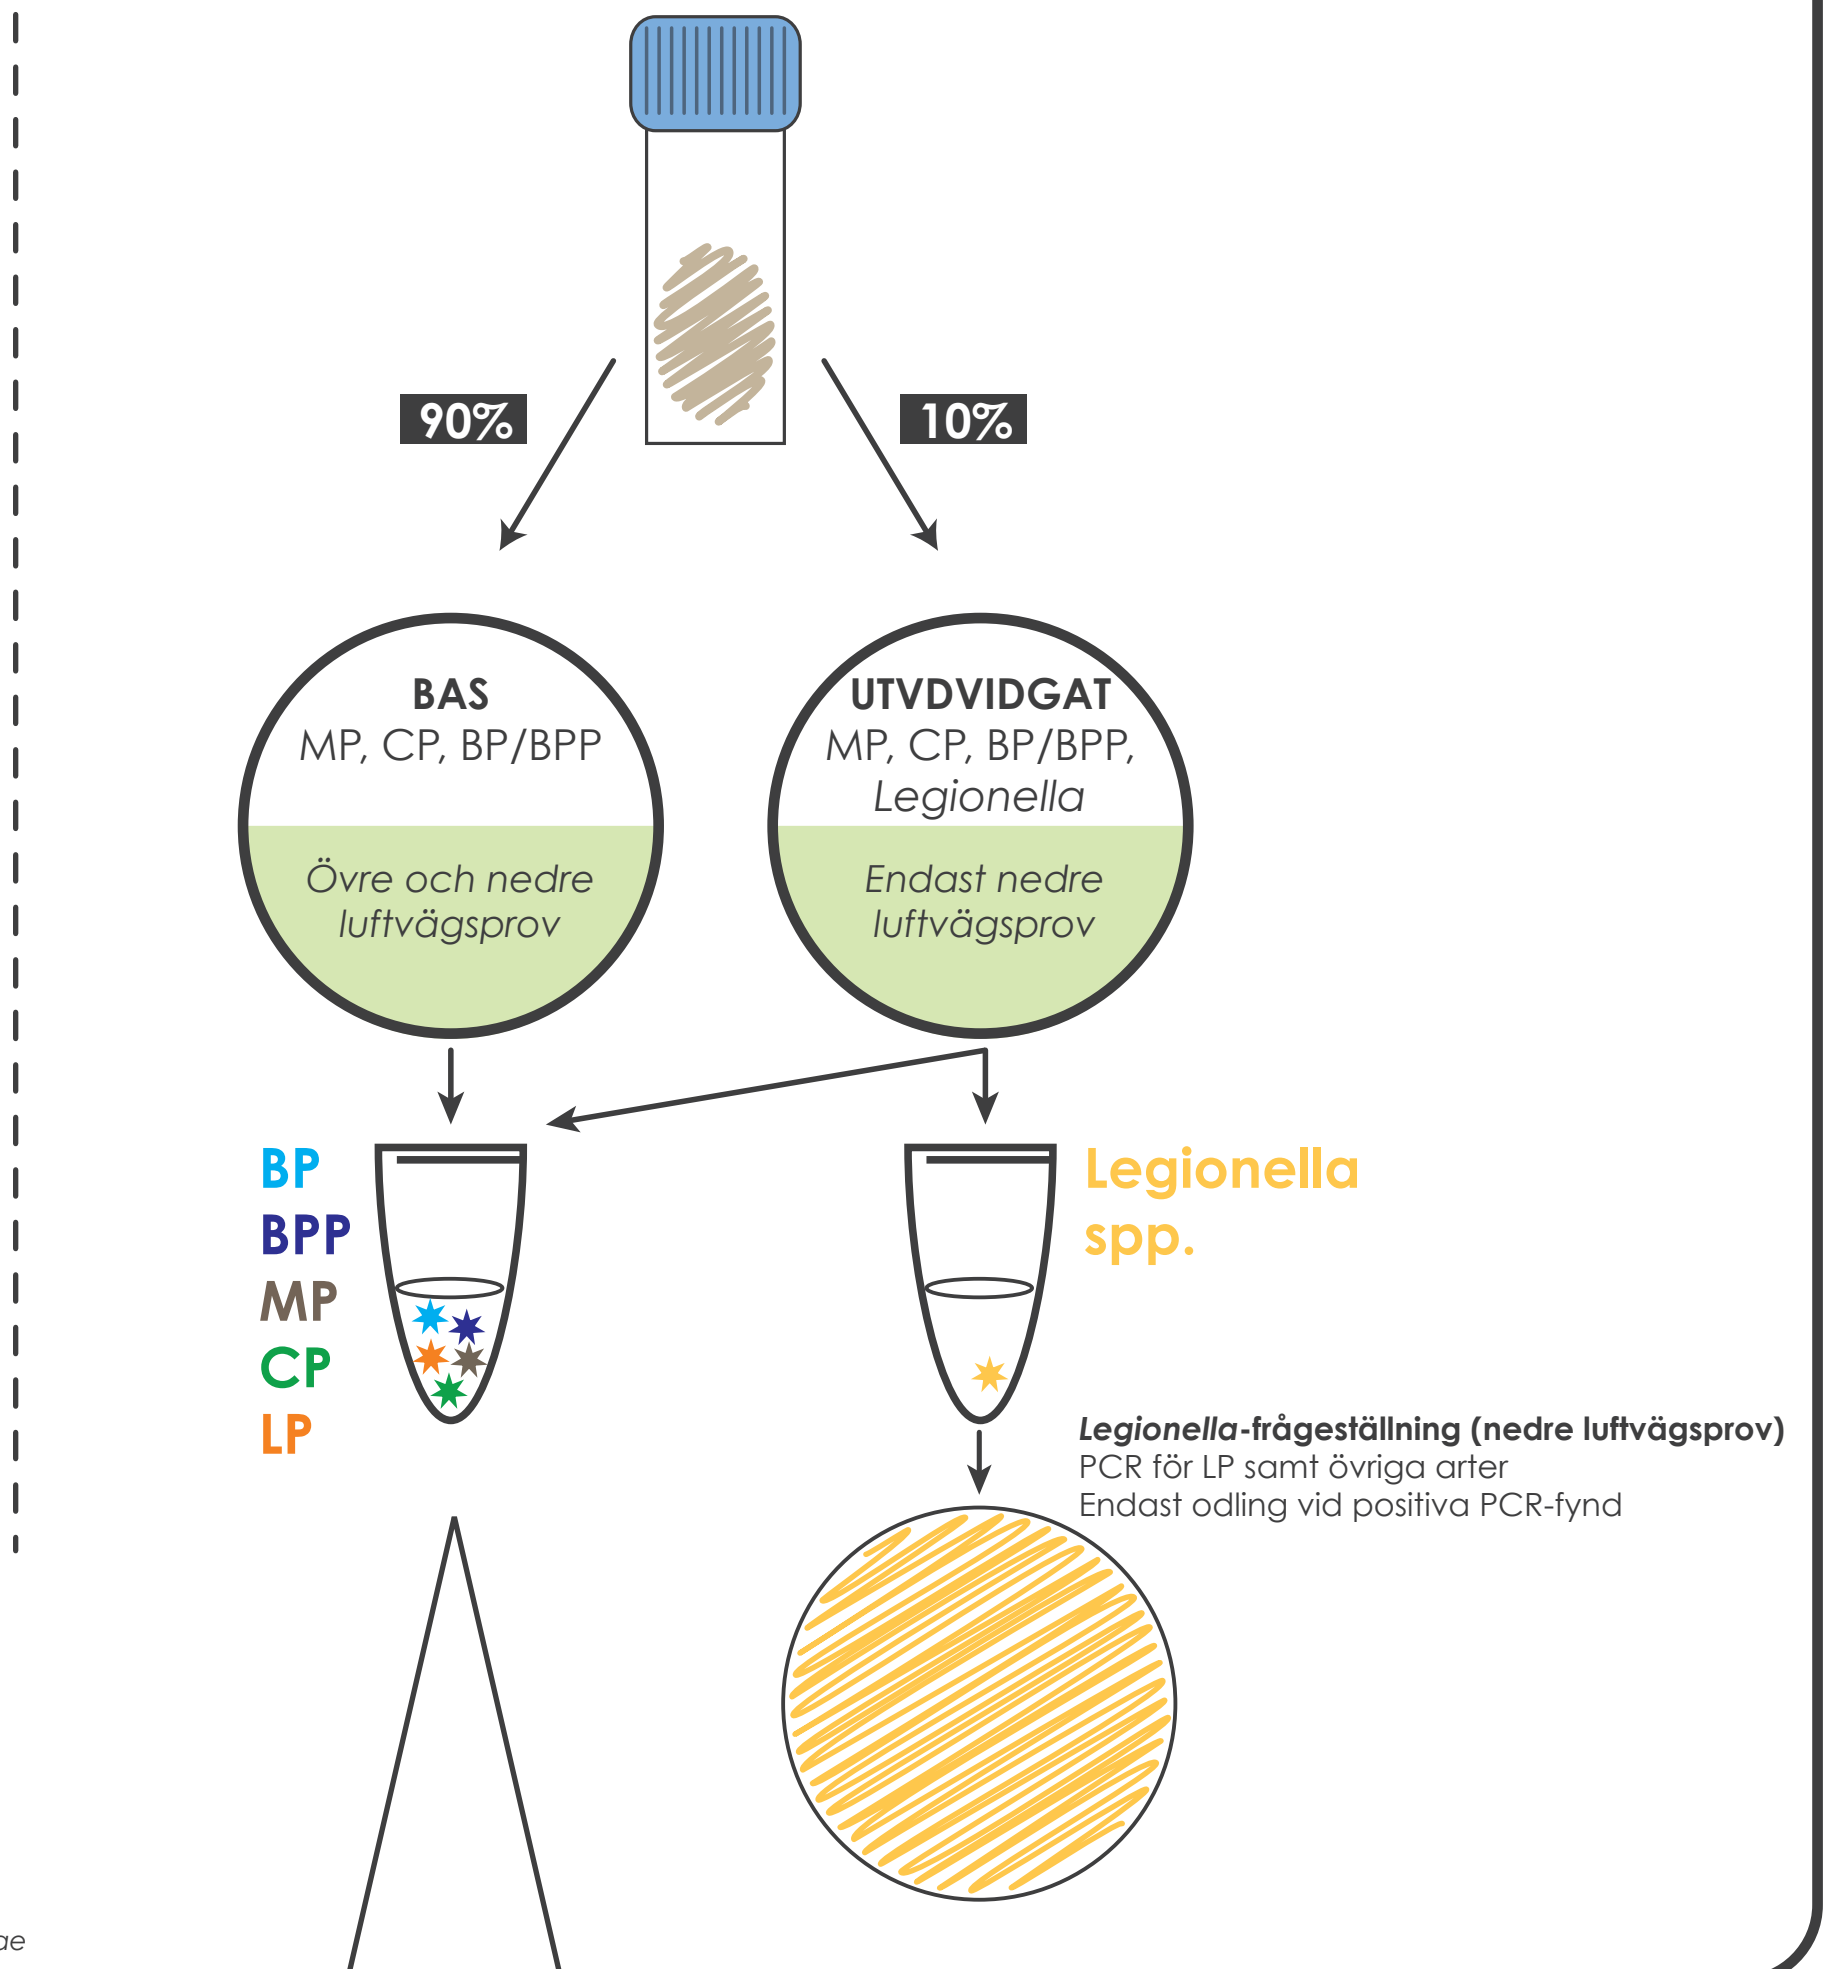 90%
10%
BAS
MP, CP, BP/BPP
Övre och nedre
luftvägsprov
UTVDVIDGAT
MP, CP, BP/BPP,
Legionella
Endast nedre
luftvägsprov
BP
BPP
MP
CP
LP
Legionella
spp.
Legionella-frågeställning (nedre luftvägsprov)
PCR för LP samt övriga arter
Endast odling vid positiva PCR-fynd